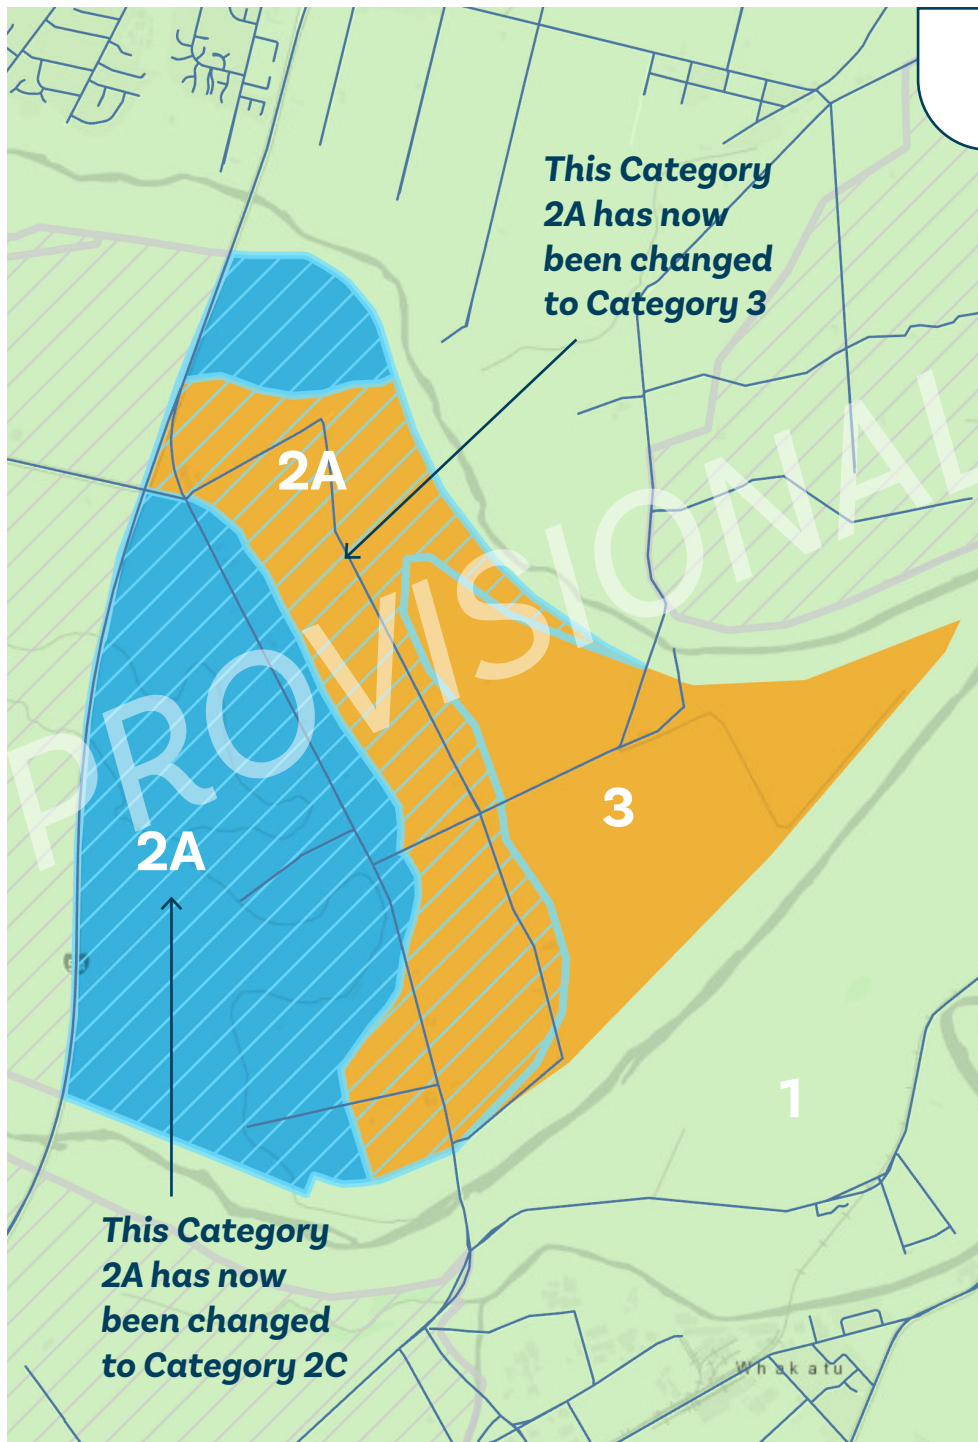 This Category
2A has now
been changed
to Category 3
2A
PROVISIONAL
3
2A
1
This Category
2A has now
been changed
to Category 2C
Whakatu